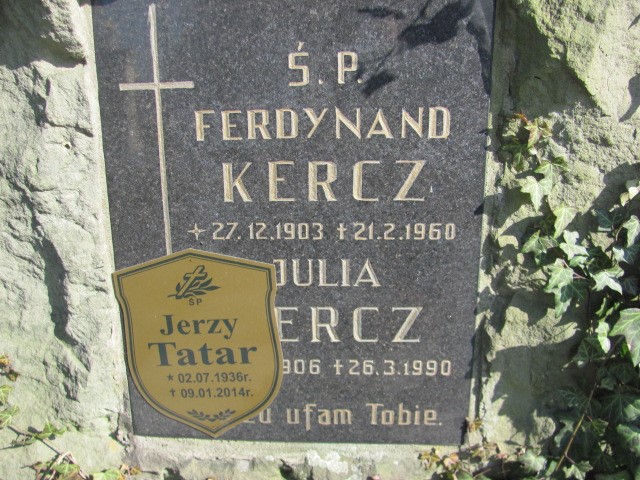 Ś. P.
FERDYNAND
KERCZ
+ 27.12.1903 + 21.2.1960
JULIA
ERCZ
906 + 26.3.1990
ufam Tobie.
ŚP
Jerzy
Tatar
* 02.07.1936r.
† 09.01.2014r.